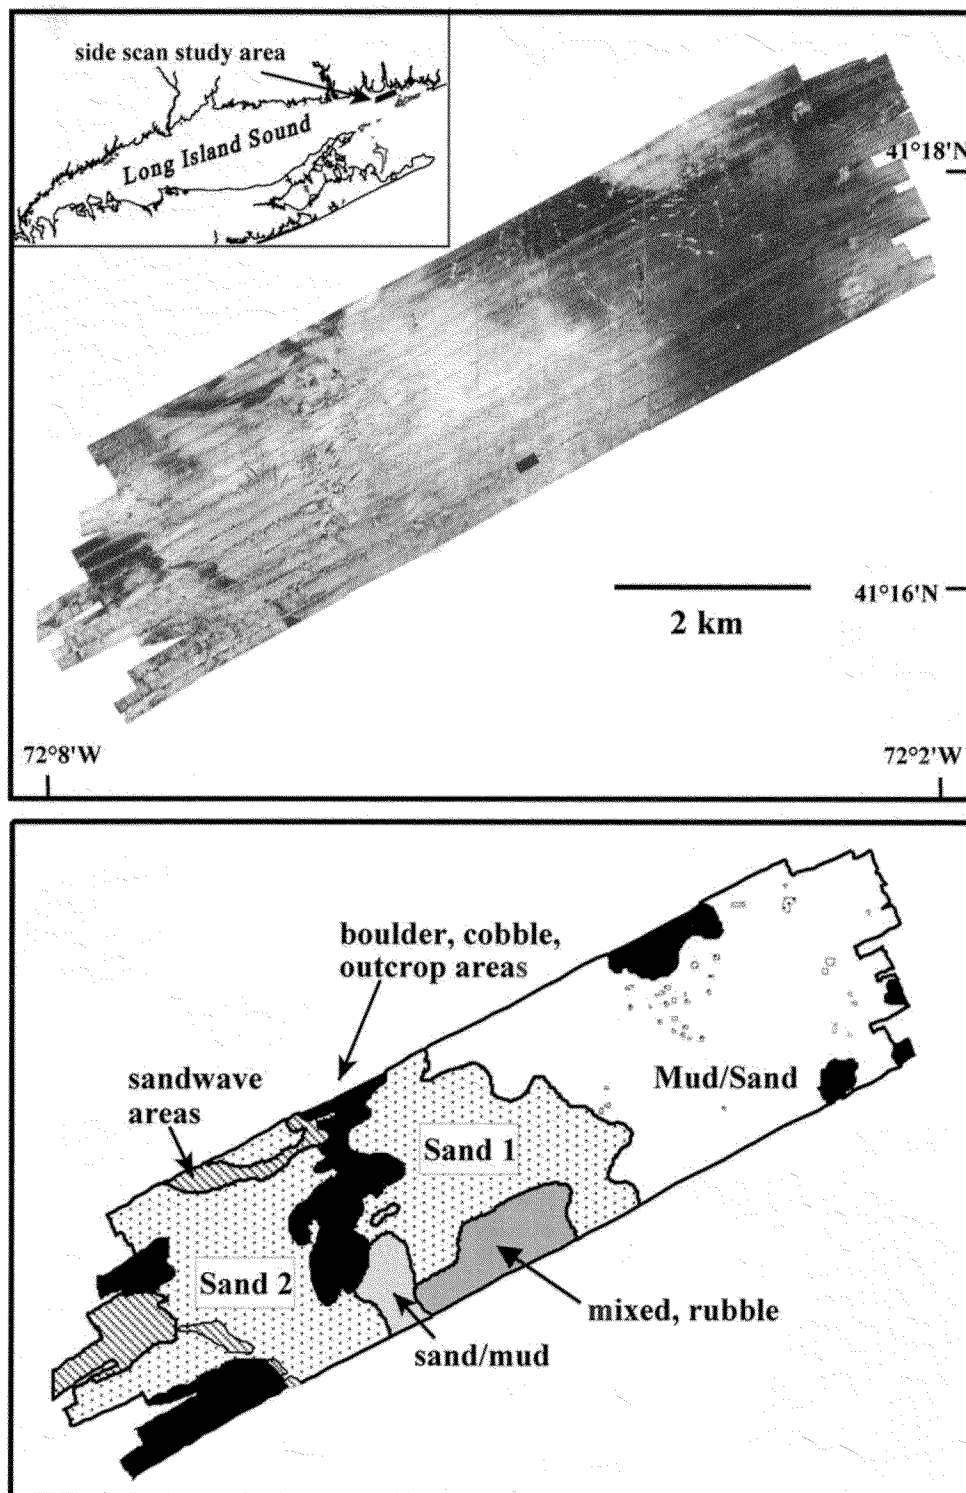 side scan study area
Long Island Sound
41°18'N
41°16'N
2 km
72°8'W
72°2'W
boulder, cobble,
outcrop areas
sandwave
areas
Mud/Sand
Sand 1
Sand 2
mixed, rubble
sand/mud